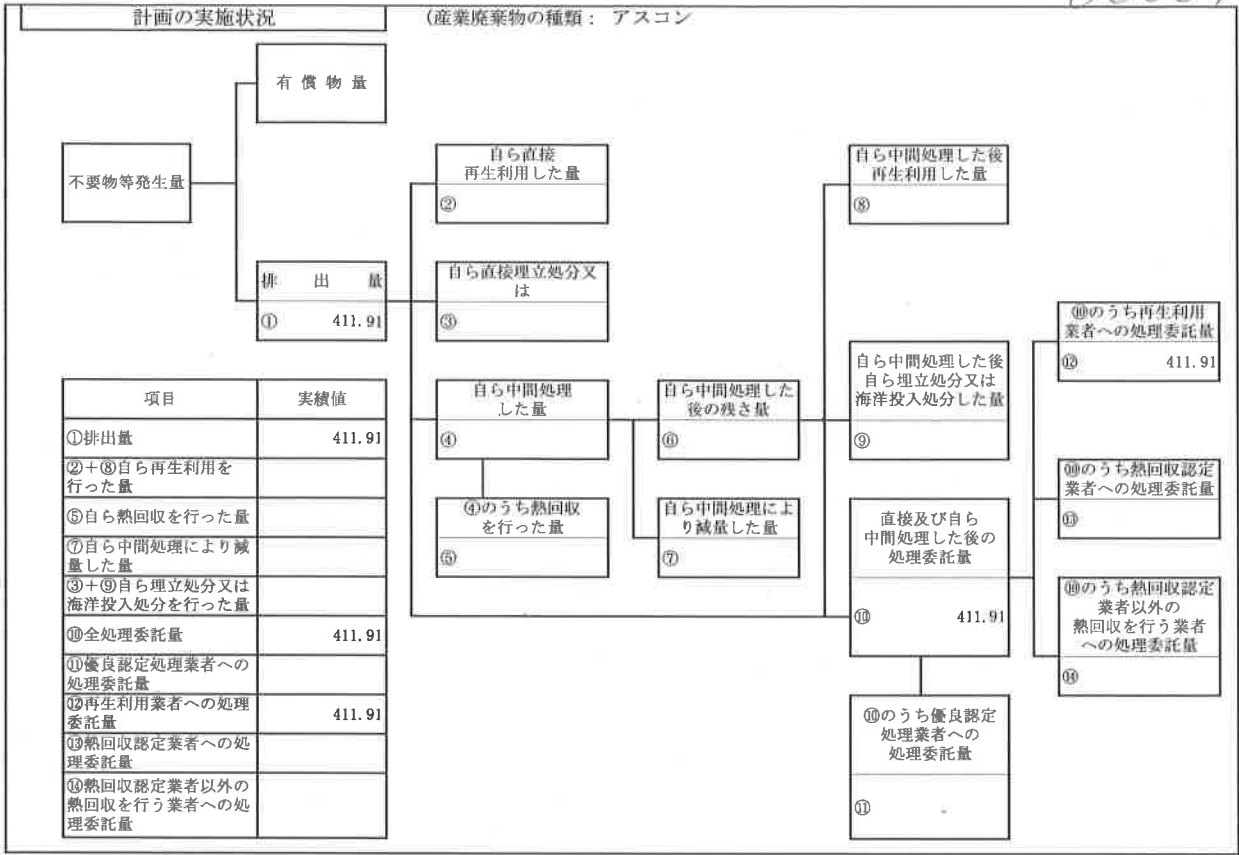 計画の実施状況
(産業廃棄物の種類： アスコン
有 償 物 量
不要物等発生量
排 出 量
① 411.91
自ら直接
再生利用した量
②
自ら直接埋立処分又
は
③
自ら中間処理
した量
④
④のうち熱回収
を行った量
⑤
自ら中間処理した
後の残さ量
⑥
自ら中間処理によ
り減量した量
⑦
自ら中間処理した後
再生利用した量
⑧
自ら中間処理した後
自ら埋立処分又は
海洋投入処分した量
⑨
直接及び自ら
中間処理した後の
処理委託量
⑩ 411.91
⑩のうち優良認定
処理業者への
処理委託量
⑪
⑩のうち再生利用
業者への処理委託量
⑫ 411.91
⑩のうち熱回収認定
業者への処理委託量
⑬
⑩のうち熱回収認定
業者以外の
熱回収を行う業者
への処理委託量
⑭
項目 実績値
①排出量 411.91
②+⑧自ら再生利用を
行った量
⑤自ら熱回収を行った量
⑦自ら中間処理により減
量した量
③+⑨自ら埋立処分又は
海洋投入処分を行った量
⑩全処理委託量 411.91
⑪優良認定処理業者への
処理委託量
⑫再生利用業者への処理
委託量 411.91
⑬熱回収認定業者への処
理委託量
⑭熱回収認定業者以外の
熱回収を行う業者への処
理委託量